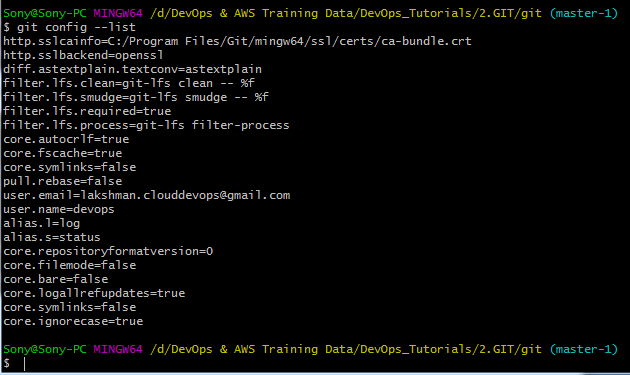 Sony@Sony-PC MINGW64 /d/DevOps & AWS Training Data/DevOps_Tutorials/2.GIT/git (master-1)
$ git config --list
http.sslcainfo=C:/Program Files/Git/mingw64/ssl/certs/ca-bundle.crt
http.sslbackend=openssl
diff.astextplain.textconv=astextplain
filter.lfs.clean=git-lfs clean -- %f
filter.lfs.smudge=git-lfs smudge -- %f
filter.lfs.required=true
filter.lfs.process=git-lfs filter-process
core.autocrlf=true
core.fscache=true
core.symlinks=false
pull.rebase=false
user.email=lakshman.clouddevops@gmail.com
user.name=devops
alias.l=log
alias.s=status
core.repositoryformatversion=0
core.filemode=false
core.bare=false
core.logallrefupdates=true
core.symlinks=false
core.ignorecase=true
Sony@Sony-PC MINGW64 /d/DevOps & AWS Training Data/DevOps_Tutorials/2.GIT/git (master-1)
$